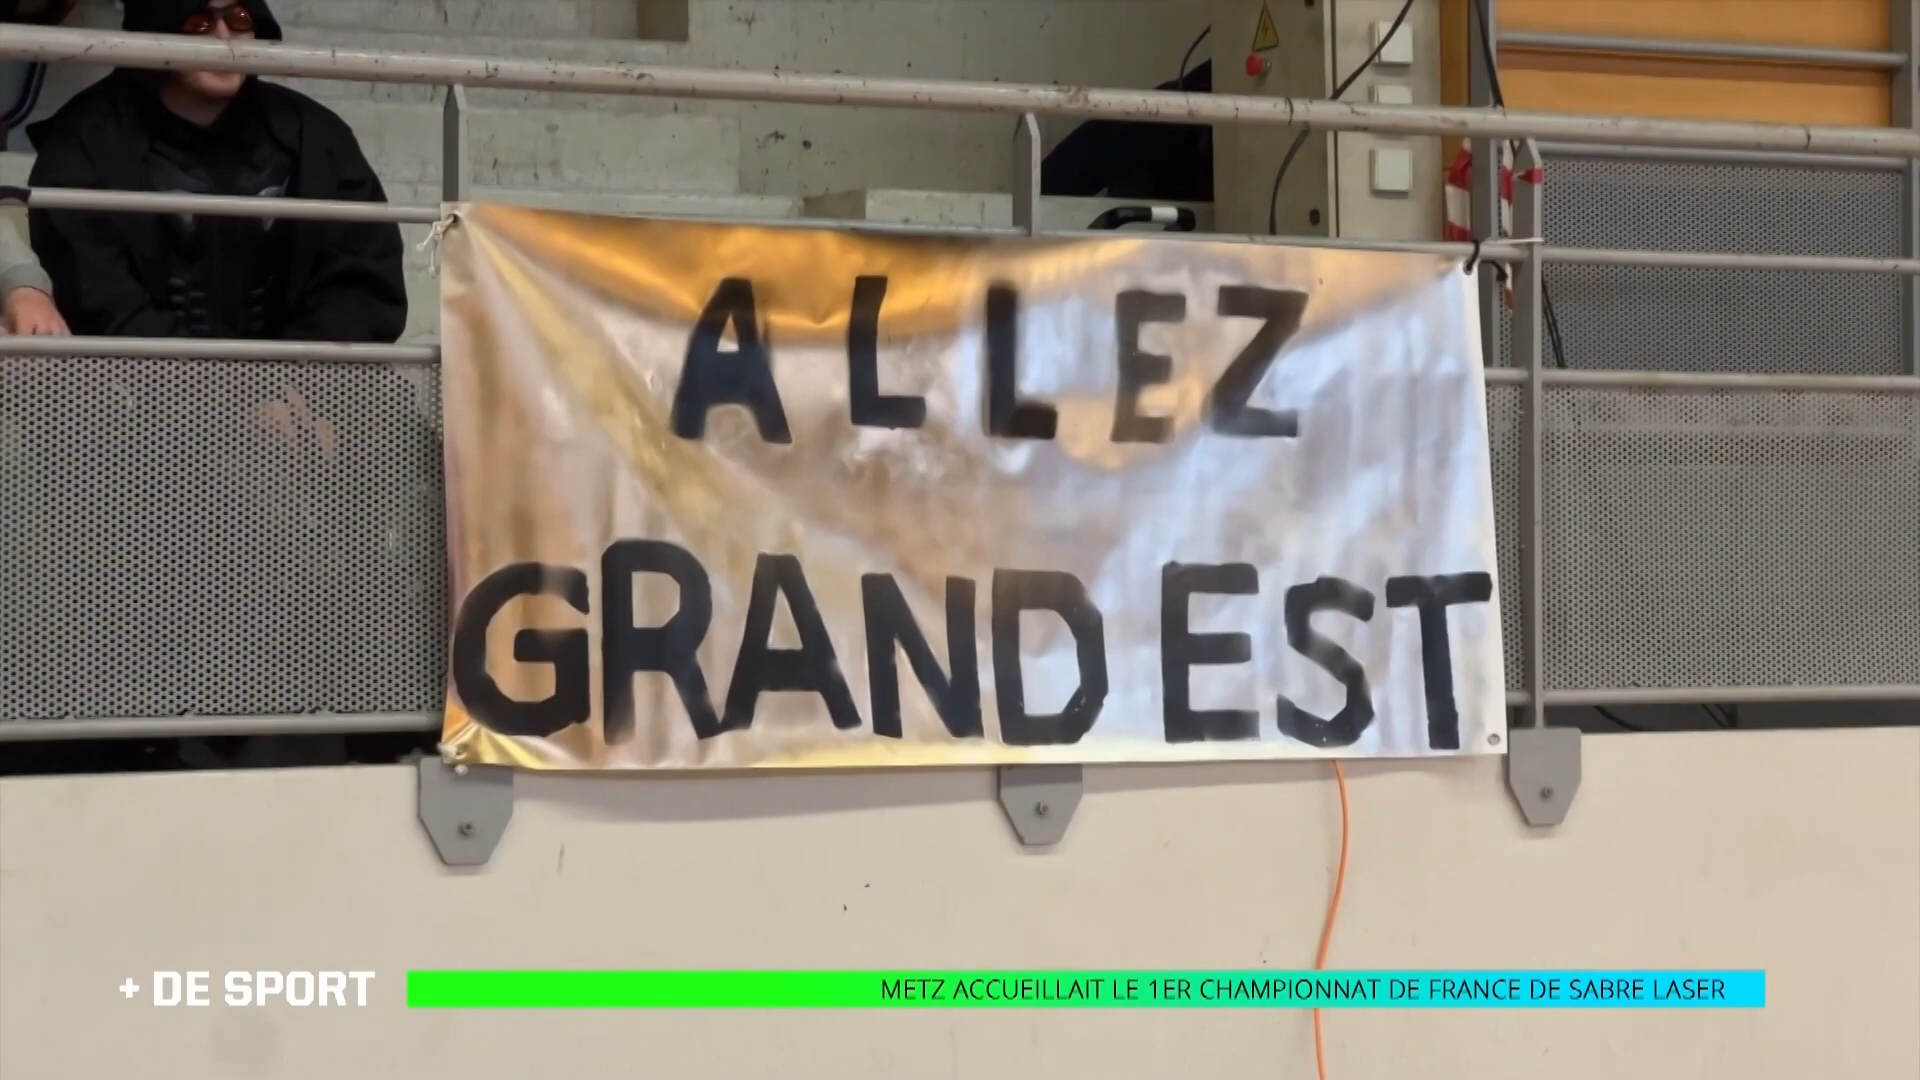 ALLEZ
GRAND EST
+ DE SPORT
METZ ACCUEILLAIT LE 1ER CHAMPIONNAT DE FRANCE DE SABRE LASER